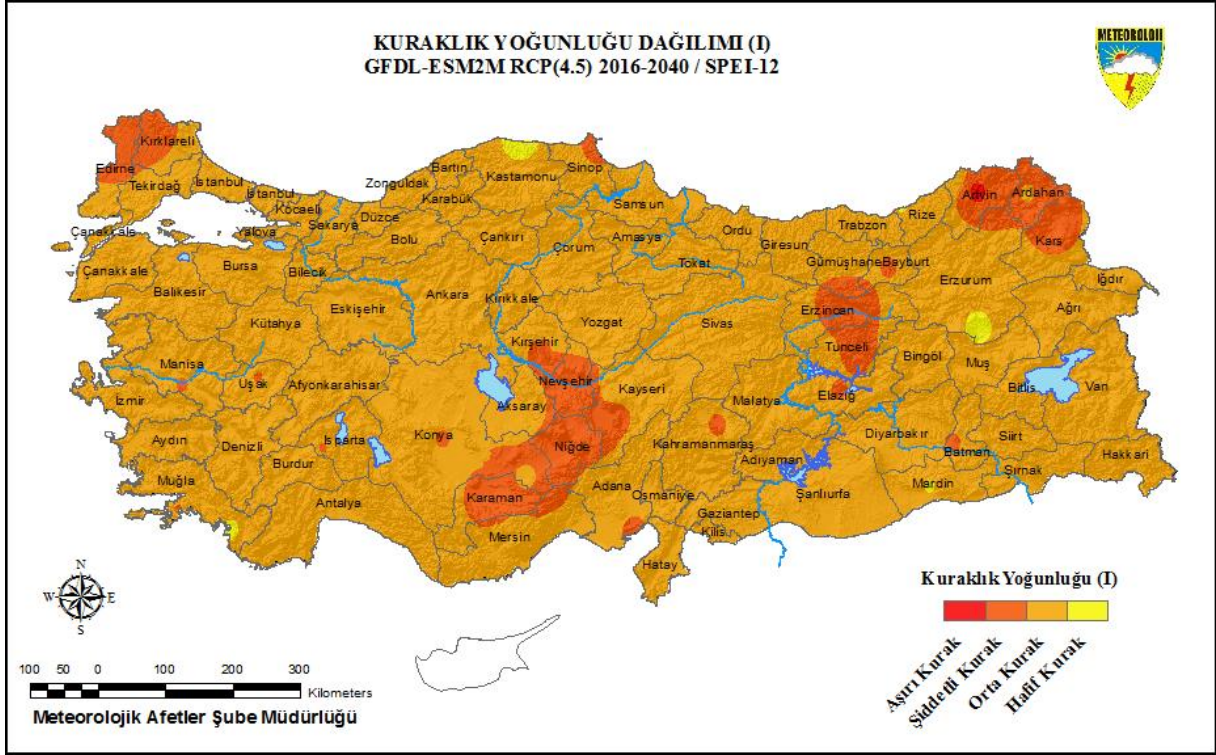 KURAKLIK YOĞUNLUĞU DAĞILIMI (I)
GFDL-ESM2M RCP(4.5) 2016-2040 / SPEI-12
METEOROLOJI
Kırklareli
Edirne
Tekirdağ
İstanbul
İstanbul
Kocaeli
Yalova
Sakarya
Düzce
Zonguldak
Bartın
Karabük
Kastamonu
Sinop
Samsun
Bolu
Çankırı
Çorum
Amasya
Ordu
Giresun
Trabzon
Rize
Artvin
Ardahan
Kars
Çanakkale
Çanakkale
Balıkesir
Bursa
Bilecik
Eskişehir
Ankara
Kırıkkale
Tokat
Gümüşhane
Bayburt
Erzurum
Iğdır
Ağrı
Kütahya
Yozgat
Sivas
Erzincan
Tunceli
Bingöl
Muş
Bitlis
Van
Manisa
Uşak
Afyonkarahisar
Kırşehir
Nevşehir
Kayseri
Malatya
Elazığ
İzmir
Aksaray
Aydın
Denizli
Isparta
Konya
Niğde
Kahramanmaraş
Adıyaman
Diyarbakır
Batman
Siirt
Şırnak
Hakkari
Muğla
Burdur
Antalya
Karaman
Mersin
Adana
Osmaniye
Gaziantep
Kilis
Şanlıurfa
Mardin
Hatay
N
W
E
S
Kuraklık Yoğunluğu (I)
Aşırı Kurak
Şiddetli Kurak
Orta Kurak
Hafif Kurak
100 50 0 100 200 300
Kilometers
Meteorolojik Afetler Şube Müdürlüğü